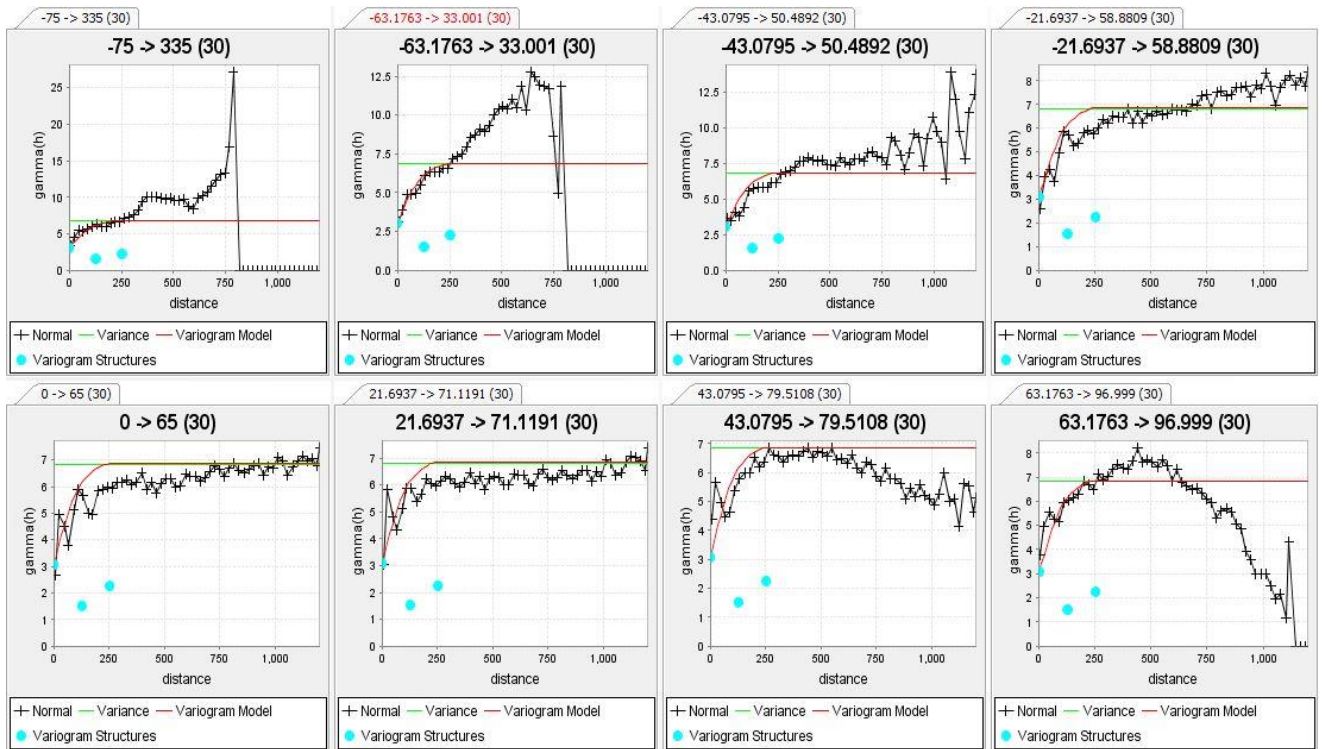 -75 -> 335 (30)
-75 -> 335 (30)
gamma(h)
25
20
15
10
5
0
0 250 500 750 1,000
distance
Normal Variance Variogram Model
Variogram Structures
-63.1763 -> 33.001 (30)
-63.1763 -> 33.001 (30)
gamma(h)
12.5
10.0
7.5
5.0
2.5
0.0
0 250 500 750 1,000
distance
Normal Variance Variogram Model
Variogram Structures
-43.0795 -> 50.4892 (30)
-43.0795 -> 50.4892 (30)
gamma(h)
12.5
10.0
7.5
5.0
2.5
0.0
0 250 500 750 1,000
distance
Normal Variance Variogram Model
Variogram Structures
-21.6937 -> 58.8809 (30)
-21.6937 -> 58.8809 (30)
gamma(h)
8
7
6
5
4
3
2
1
0
0 250 500 750 1,000
distance
Normal Variance Variogram Model
Variogram Structures
0 -> 65 (30)
0 -> 65 (30)
gamma(h)
7
6
5
4
3
2
1
0
0 250 500 750 1,000
distance
Normal Variance Variogram Model
Variogram Structures
21.6937 -> 71.1191 (30)
21.6937 -> 71.1191 (30)
gamma(h)
7
6
5
4
3
2
1
0
0 250 500 750 1,000
distance
Normal Variance Variogram Model
Variogram Structures
43.0795 -> 79.5108 (30)
43.0795 -> 79.5108 (30)
gamma(h)
7
6
5
4
3
2
1
0
0 250 500 750 1,000
distance
Normal Variance Variogram Model
Variogram Structures
63.1763 -> 96.999 (30)
63.1763 -> 96.999 (30)
gamma(h)
8
7
6
5
4
3
2
1
0
0 250 500 750 1,000
distance
Normal Variance Variogram Model
Variogram Structures